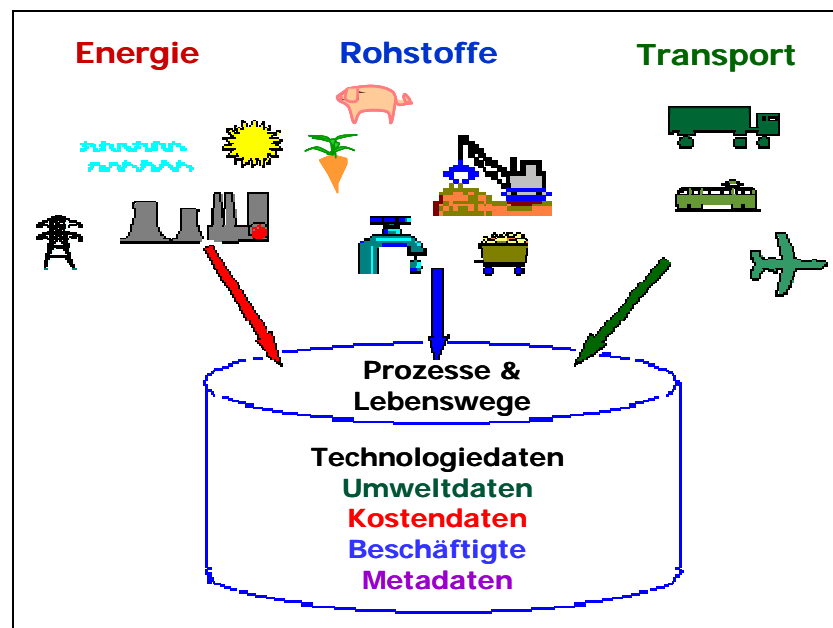 Energie
Rohstoffe
Transport
Prozesse &
Lebenswege
Technologiedaten
Umweltdaten
Kostendaten
Beschäftigte
Metadaten